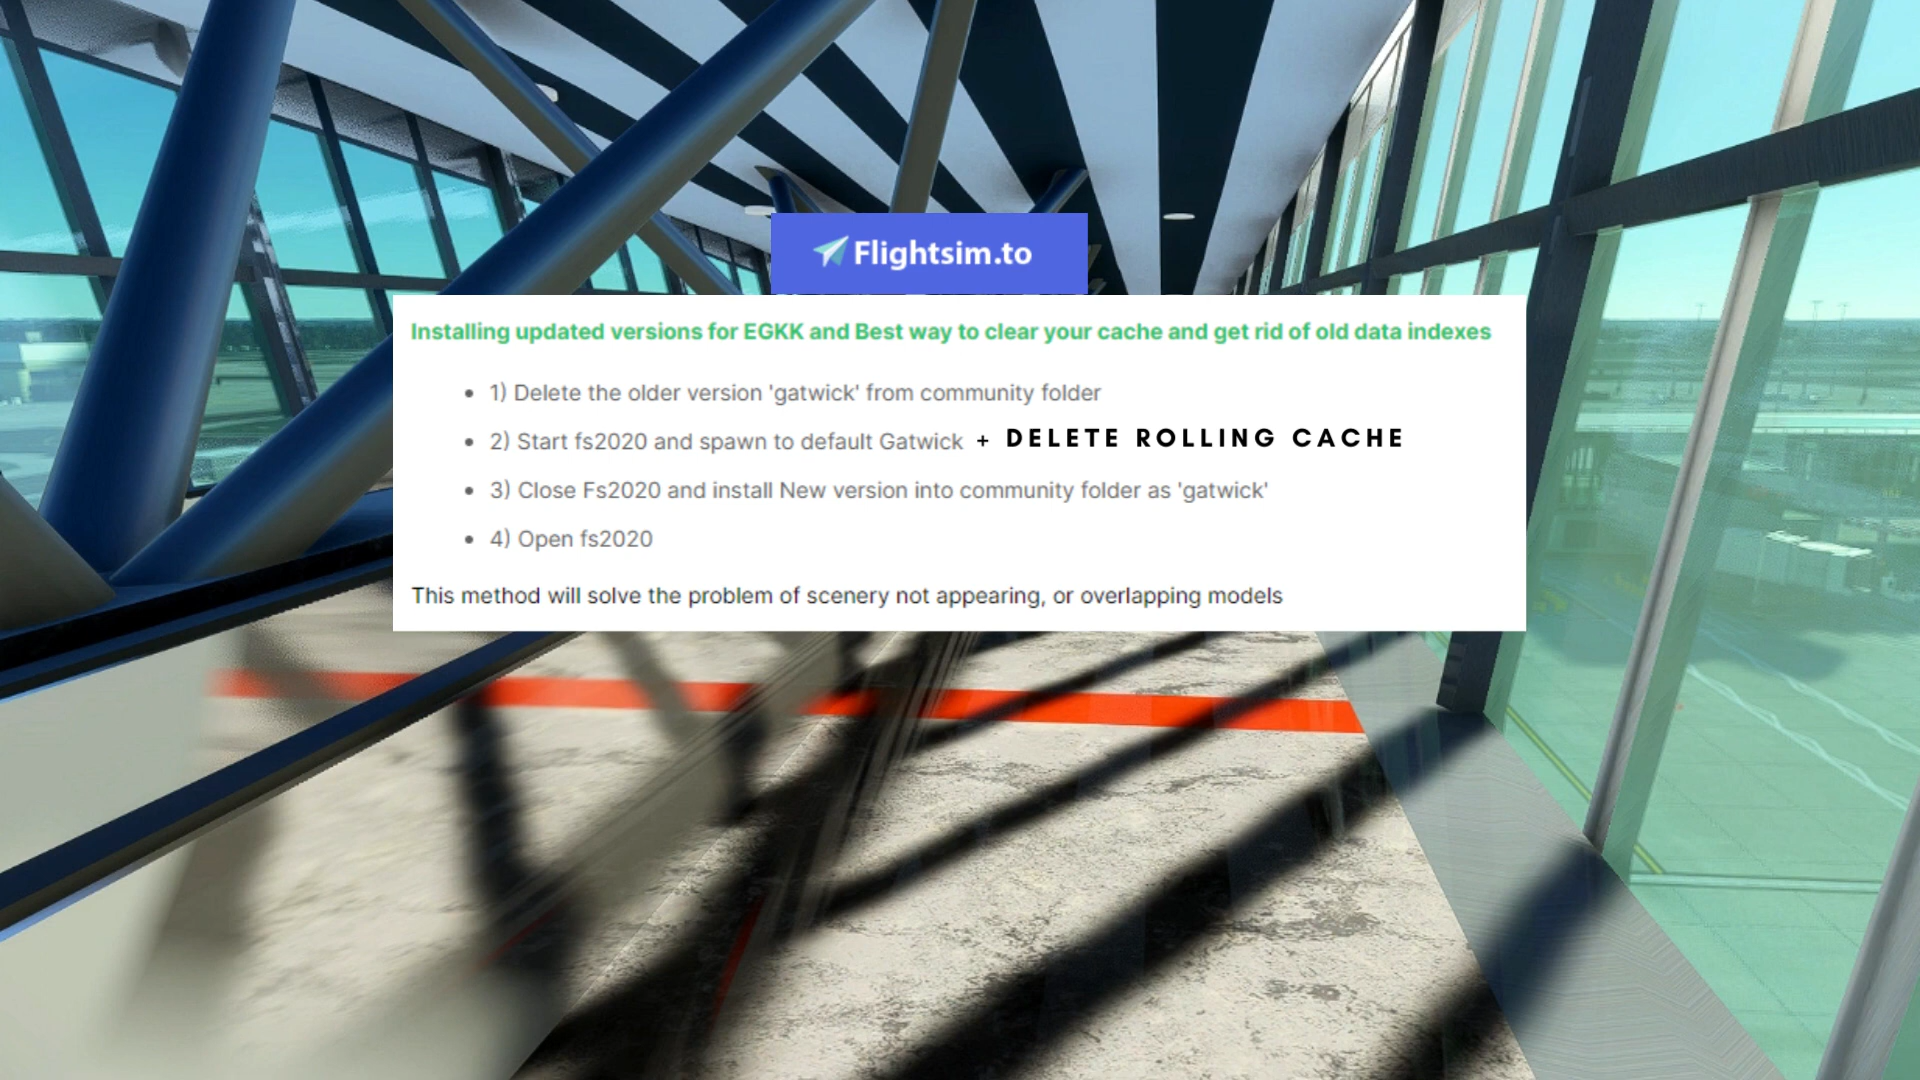 Flightsim.to
Installing updated versions for EGKK and Best way to clear your cache and get rid of old data indexes
• 1) Delete the older version 'gatwick' from community folder
• 2) Start fs2020 and spawn to default Gatwick + DELETE ROLLING CACHE
• 3) Close Fs2020 and install New version into community folder as 'gatwick'
• 4) Open fs2020
This method will solve the problem of scenery not appearing, or overlapping models